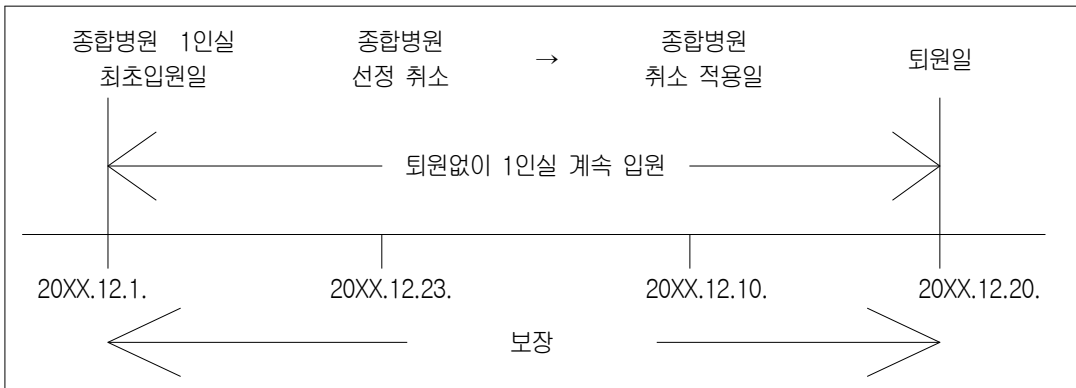 종합병원 1인실 종합병원 → 종합병원 퇴원일
최초입원일 선정 취소 취소 적용일
퇴원없이 1인실 계속 입원
20XX.12.1. 20XX.12.23. 20XX.12.10. 20XX.12.20.
보장